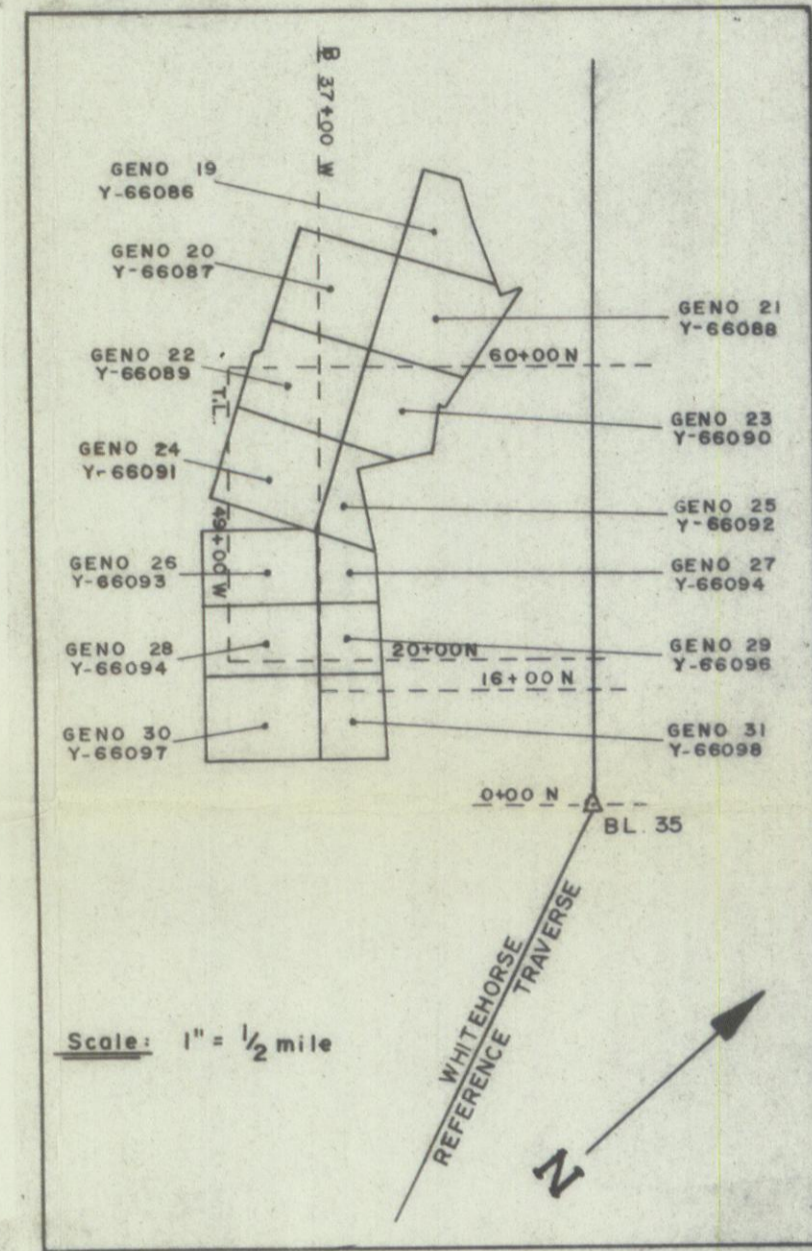 B 37+00 W
GENO 19
Y-66086
GENO 20
Y-66087
GENO 21
Y-66088
GENO 22
Y-66089
60+00 N
T.L.
GENO 23
Y-66090
GENO 24
Y-66091
49+00 W
GENO 25
Y-66092
GENO 26
Y-66093
GENO 27
Y-66094
GENO 28
Y-66094
20+00N
GENO 29
Y-66096
16+00 N
GENO 30
Y-66097
GENO 31
Y-66098
0+00 N
BL. 35
WHITEHORSE
REFERENCE TRAVERSE
Scale: 1" = 1/2 mile
N